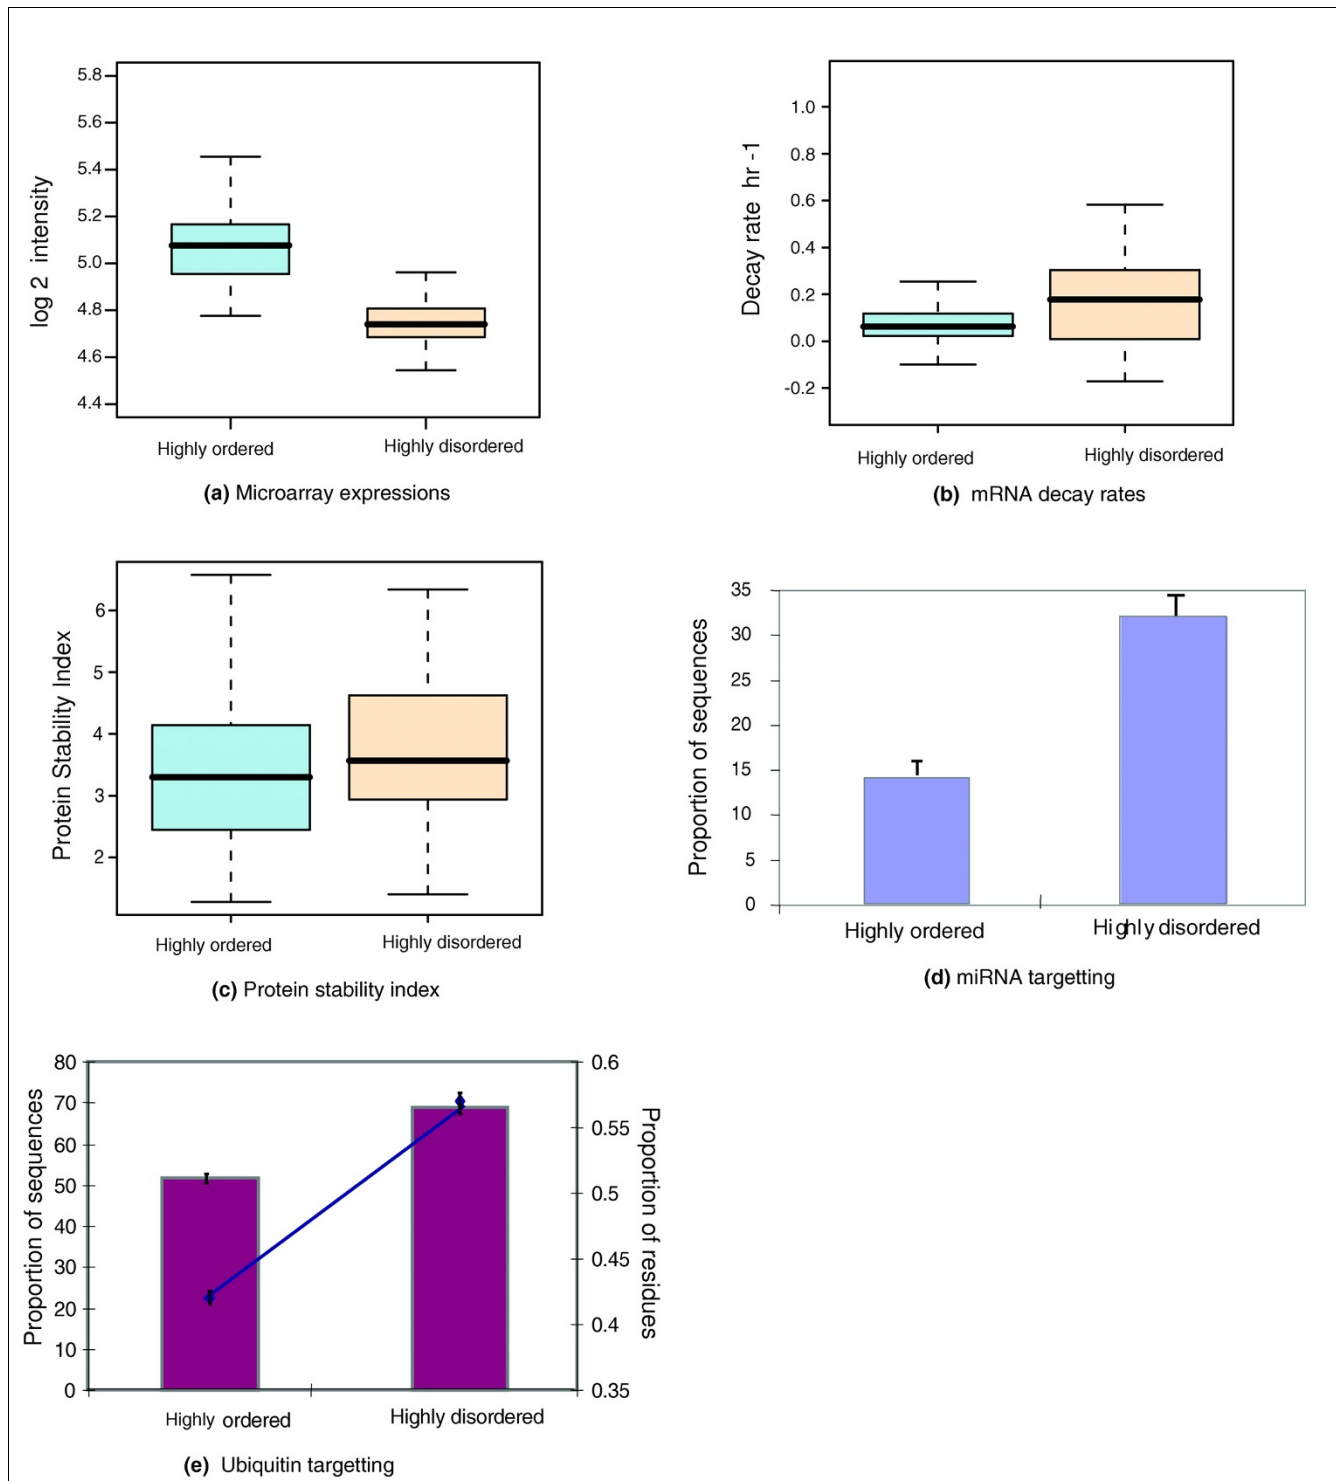 5.8
5.6
5.4
5.2
5.0
4.8
4.6
4.4
log 2 intensity
Highly ordered
Highly disordered
(a) Microarray expressions
1.0
0.8
0.6
0.4
0.2
0.0
-0.2
Decay rate hr -1
Highly ordered
Highly disordered
(b) mRNA decay rates
6
5
4
3
2
Protein Stability Index
Highly ordered
Highly disordered
(c) Protein stability index
35
30
25
20
15
10
5
0
Proportion of sequences
Highly ordered
Highly disordered
(d) miRNA targetting
80
70
60
50
40
30
20
10
0
Proportion of sequences
0.6
0.55
0.5
0.45
0.4
0.35
Proportion of residues
Highly ordered
Highly disordered
(e) Ubiquitin targetting